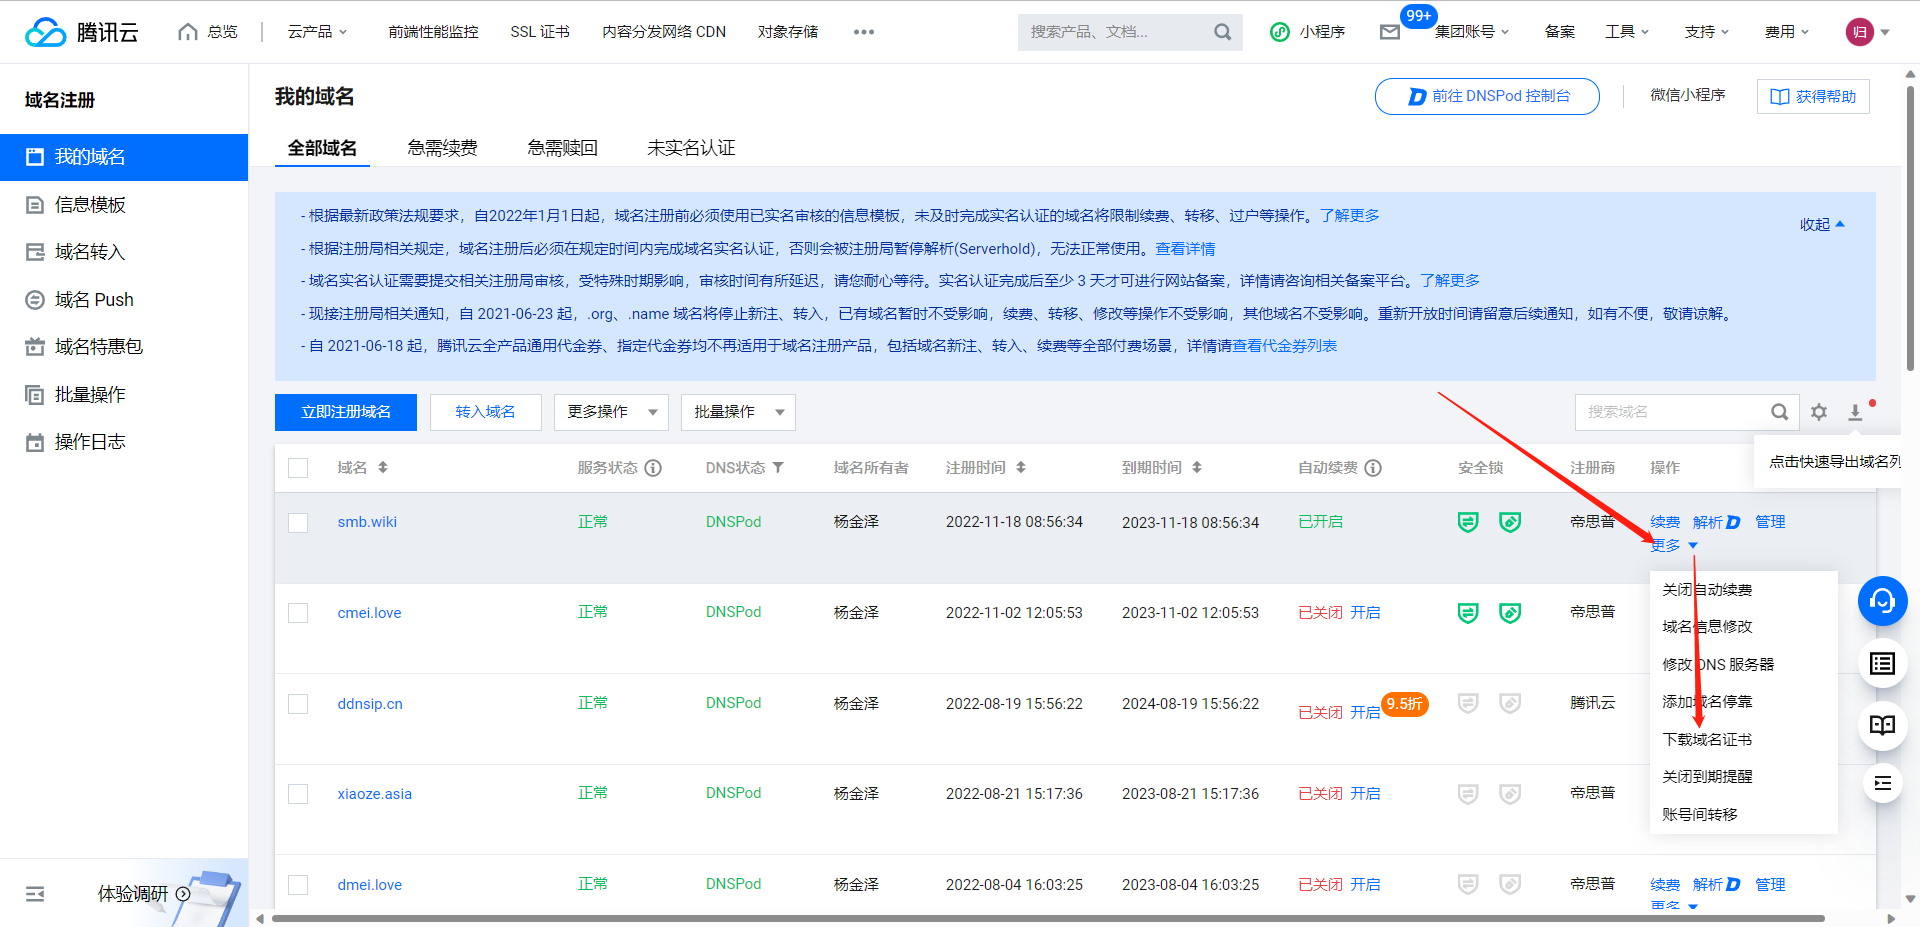 腾讯云
总览
云产品
前端性能监控
SSL 证书
内容分发网络 CDN
对象存储
•••
搜索产品、文档...
小程序
99+
集团账号
备案
工具
支持
费用
归
域名注册
我的域名
信息模板
域名转入
域名 Push
域名特惠包
批量操作
操作日志
体验调研
我的域名
前往 DNSPod 控制台
微信小程序
获得帮助
全部域名
急需续费
急需赎回
未实名认证
- 根据最新政策法规要求，自2022年1月1日起，域名注册前必须使用已实名审核的信息模板，未及时完成实名认证的域名将限制续费、转移、过户等操作。了解更多
收起
- 根据注册局相关规定，域名注册后必须在规定时间内完成域名实名认证，否则会被注册局暂停解析(Serverhold)，无法正常使用。查看详情
- 域名实名认证需要提交相关注册局审核，受特殊时期影响，审核时间有所延迟，请您耐心等待。实名认证完成后至少 3 天才可进行网站备案，详情请咨询相关备案平台。了解更多
- 现接注册局相关通知，自 2021-06-23 起，.org、.name 域名将停止新注、转入，已有域名暂时不受影响，续费、转移、修改等操作不受影响，其他域名不受影响。重新开放时间请留意后续通知，如有不便，敬请谅解。
- 自 2021-06-18 起，腾讯云全产品通用代金券、指定代金券均不再适用于域名注册产品，包括域名新注、转入、续费等全部付费场景，详情请查看代金券列表
立即注册域名
转入域名
更多操作
批量操作
搜索域名
点击快速导出域名列
域名 服务状态 DNS状态 域名所有者 注册时间 到期时间 自动续费 安全锁 注册商 操作
smb.wiki 正常 DNSPod 杨金泽 2022-11-18 08:56:34 2023-11-18 08:56:34 已开启 帝思普 续费 解析 管理
更多
cmei.love 正常 DNSPod 杨金泽 2022-11-02 12:05:53 2023-11-02 12:05:53 已关闭 开启 帝思普
ddnsip.cn 正常 DNSPod 杨金泽 2022-08-19 15:56:22 2024-08-19 15:56:22 已关闭 开启 9.5折 腾讯云
xiaoze.asia 正常 DNSPod 杨金泽 2022-08-21 15:17:36 2023-08-21 15:17:36 已关闭 开启 帝思普
dmei.love 正常 DNSPod 杨金泽 2022-08-04 16:03:25 2023-08-04 16:03:25 已关闭 开启 帝思普 续费 解析 管理
更多
关闭自动续费
域名信息修改
修改 DNS 服务器
添加域名停靠
下载域名证书
关闭到期提醒
账号间转移